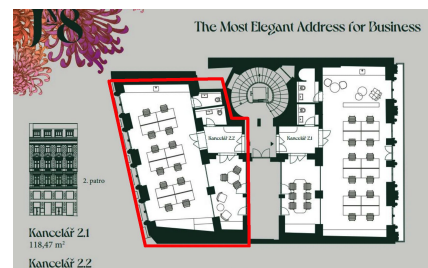 The Most Elegant Address for Business
Kancelář 2.2
Kancelář 2.1
2. patro
Kancelář 2.1
118,47 m²
Kancelář 2.2